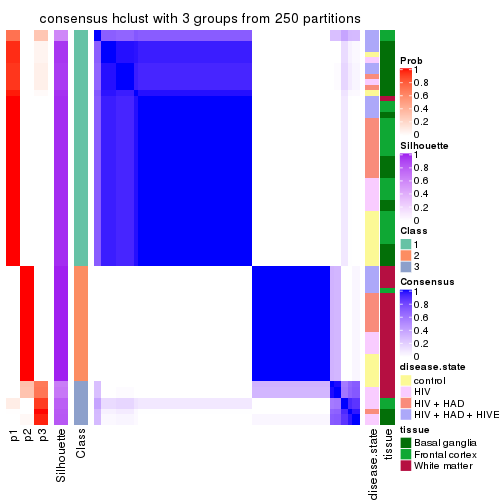 consensus hclust with 3 groups from 250 partitions
p1
p2
p3
Silhouette
Class
disease.state
tissue
Prob
1
0.8
0.6
0.4
0.2
0
Silhouette
1
0.8
0.6
0.4
0.2
0
Class
1
2
3
Consensus
1
0.8
0.6
0.4
0.2
0
disease.state
control
HIV
HIV + HAD
HIV + HAD + HIVE
tissue
Basal ganglia
Frontal cortex
White matter